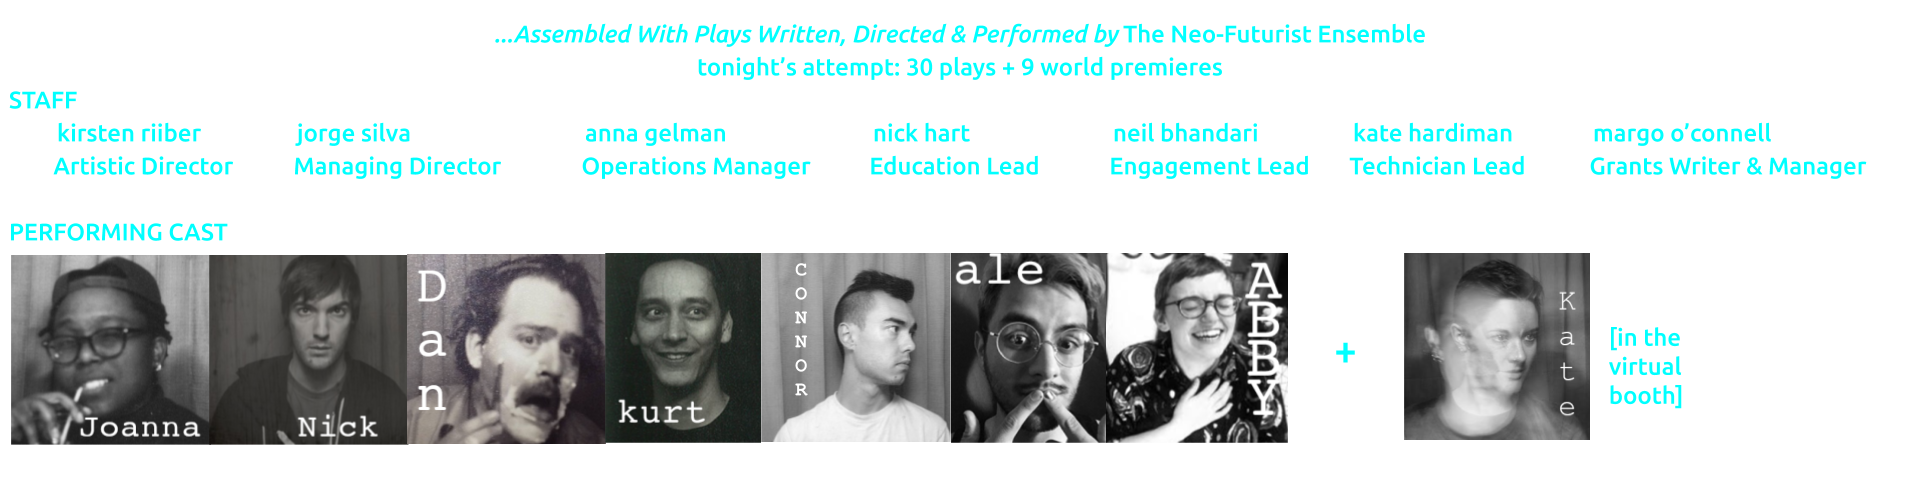 ...Assembled With Plays Written, Directed & Performed by The Neo-Futurist Ensemble
tonight's attempt: 30 plays + 9 world premieres
STAFF
kirsten riiber jorge silva anna gelman nick hart neil bhandari kate hardiman margo o'connell
Artistic Director Managing Director Operations Manager Education Lead Engagement Lead Technician Lead Grants Writer & Manager
PERFORMING CAST
Joanna
Nick
Dan
kurt
CONNOR
ale
ABBY
+
Kate
[in the
virtual
booth]